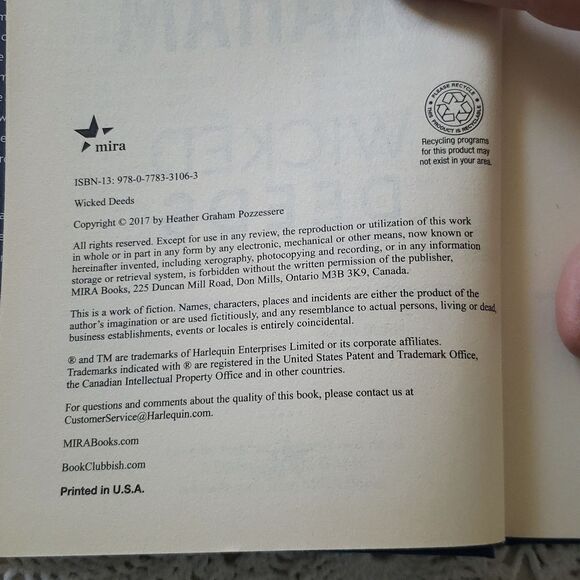 mira
PLEASE RECYCLE
THIS PRODUCT IS RECYCLABLE
Recycling programs
for this product may
not exist in your area.
ISBN-13: 978-0-7783-3106-3
Wicked Deeds
Copyright © 2017 by Heather Graham Pozzessere
All rights reserved. Except for use in any review, the reproduction or utilization of this work
in whole or in part in any form by any electronic, mechanical or other means, now known or
hereinafter invented, including xerography, photocopying and recording, or in any information
storage or retrieval system, is forbidden without the written permission of the publisher,
MIRA Books, 225 Duncan Mill Road, Don Mills, Ontario M3B 3K9, Canada.
This is a work of fiction. Names, characters, places and incidents are either the product of the
author's imagination or are used fictitiously, and any resemblance to actual persons, living or dead,
business establishments, events or locales is entirely coincidental.
® and TM are trademarks of Harlequin Enterprises Limited or its corporate affiliates.
Trademarks indicated with ® are registered in the United States Patent and Trademark Office,
the Canadian Intellectual Property Office and in other countries.
For questions and comments about the quality of this book, please contact us at
CustomerService@Harlequin.com.
MIRABooks.com
BookClubbish.com
Printed in U.S.A.